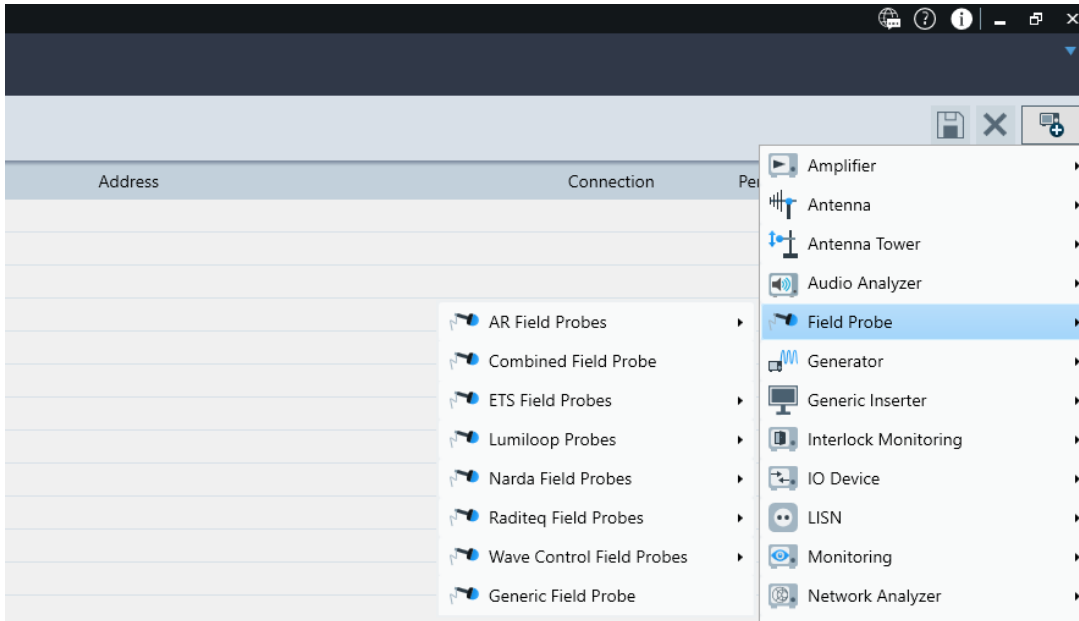 Address Connection Pe
Amplifier
Antenna
Antenna Tower
Audio Analyzer
Field Probe
Generator
Generic Inserter
Interlock Monitoring
IO Device
LISN
Monitoring
Network Analyzer
AR Field Probes
Combined Field Probe
ETS Field Probes
Lumiloop Probes
Narda Field Probes
Raditeq Field Probes
Wave Control Field Probes
Generic Field Probe